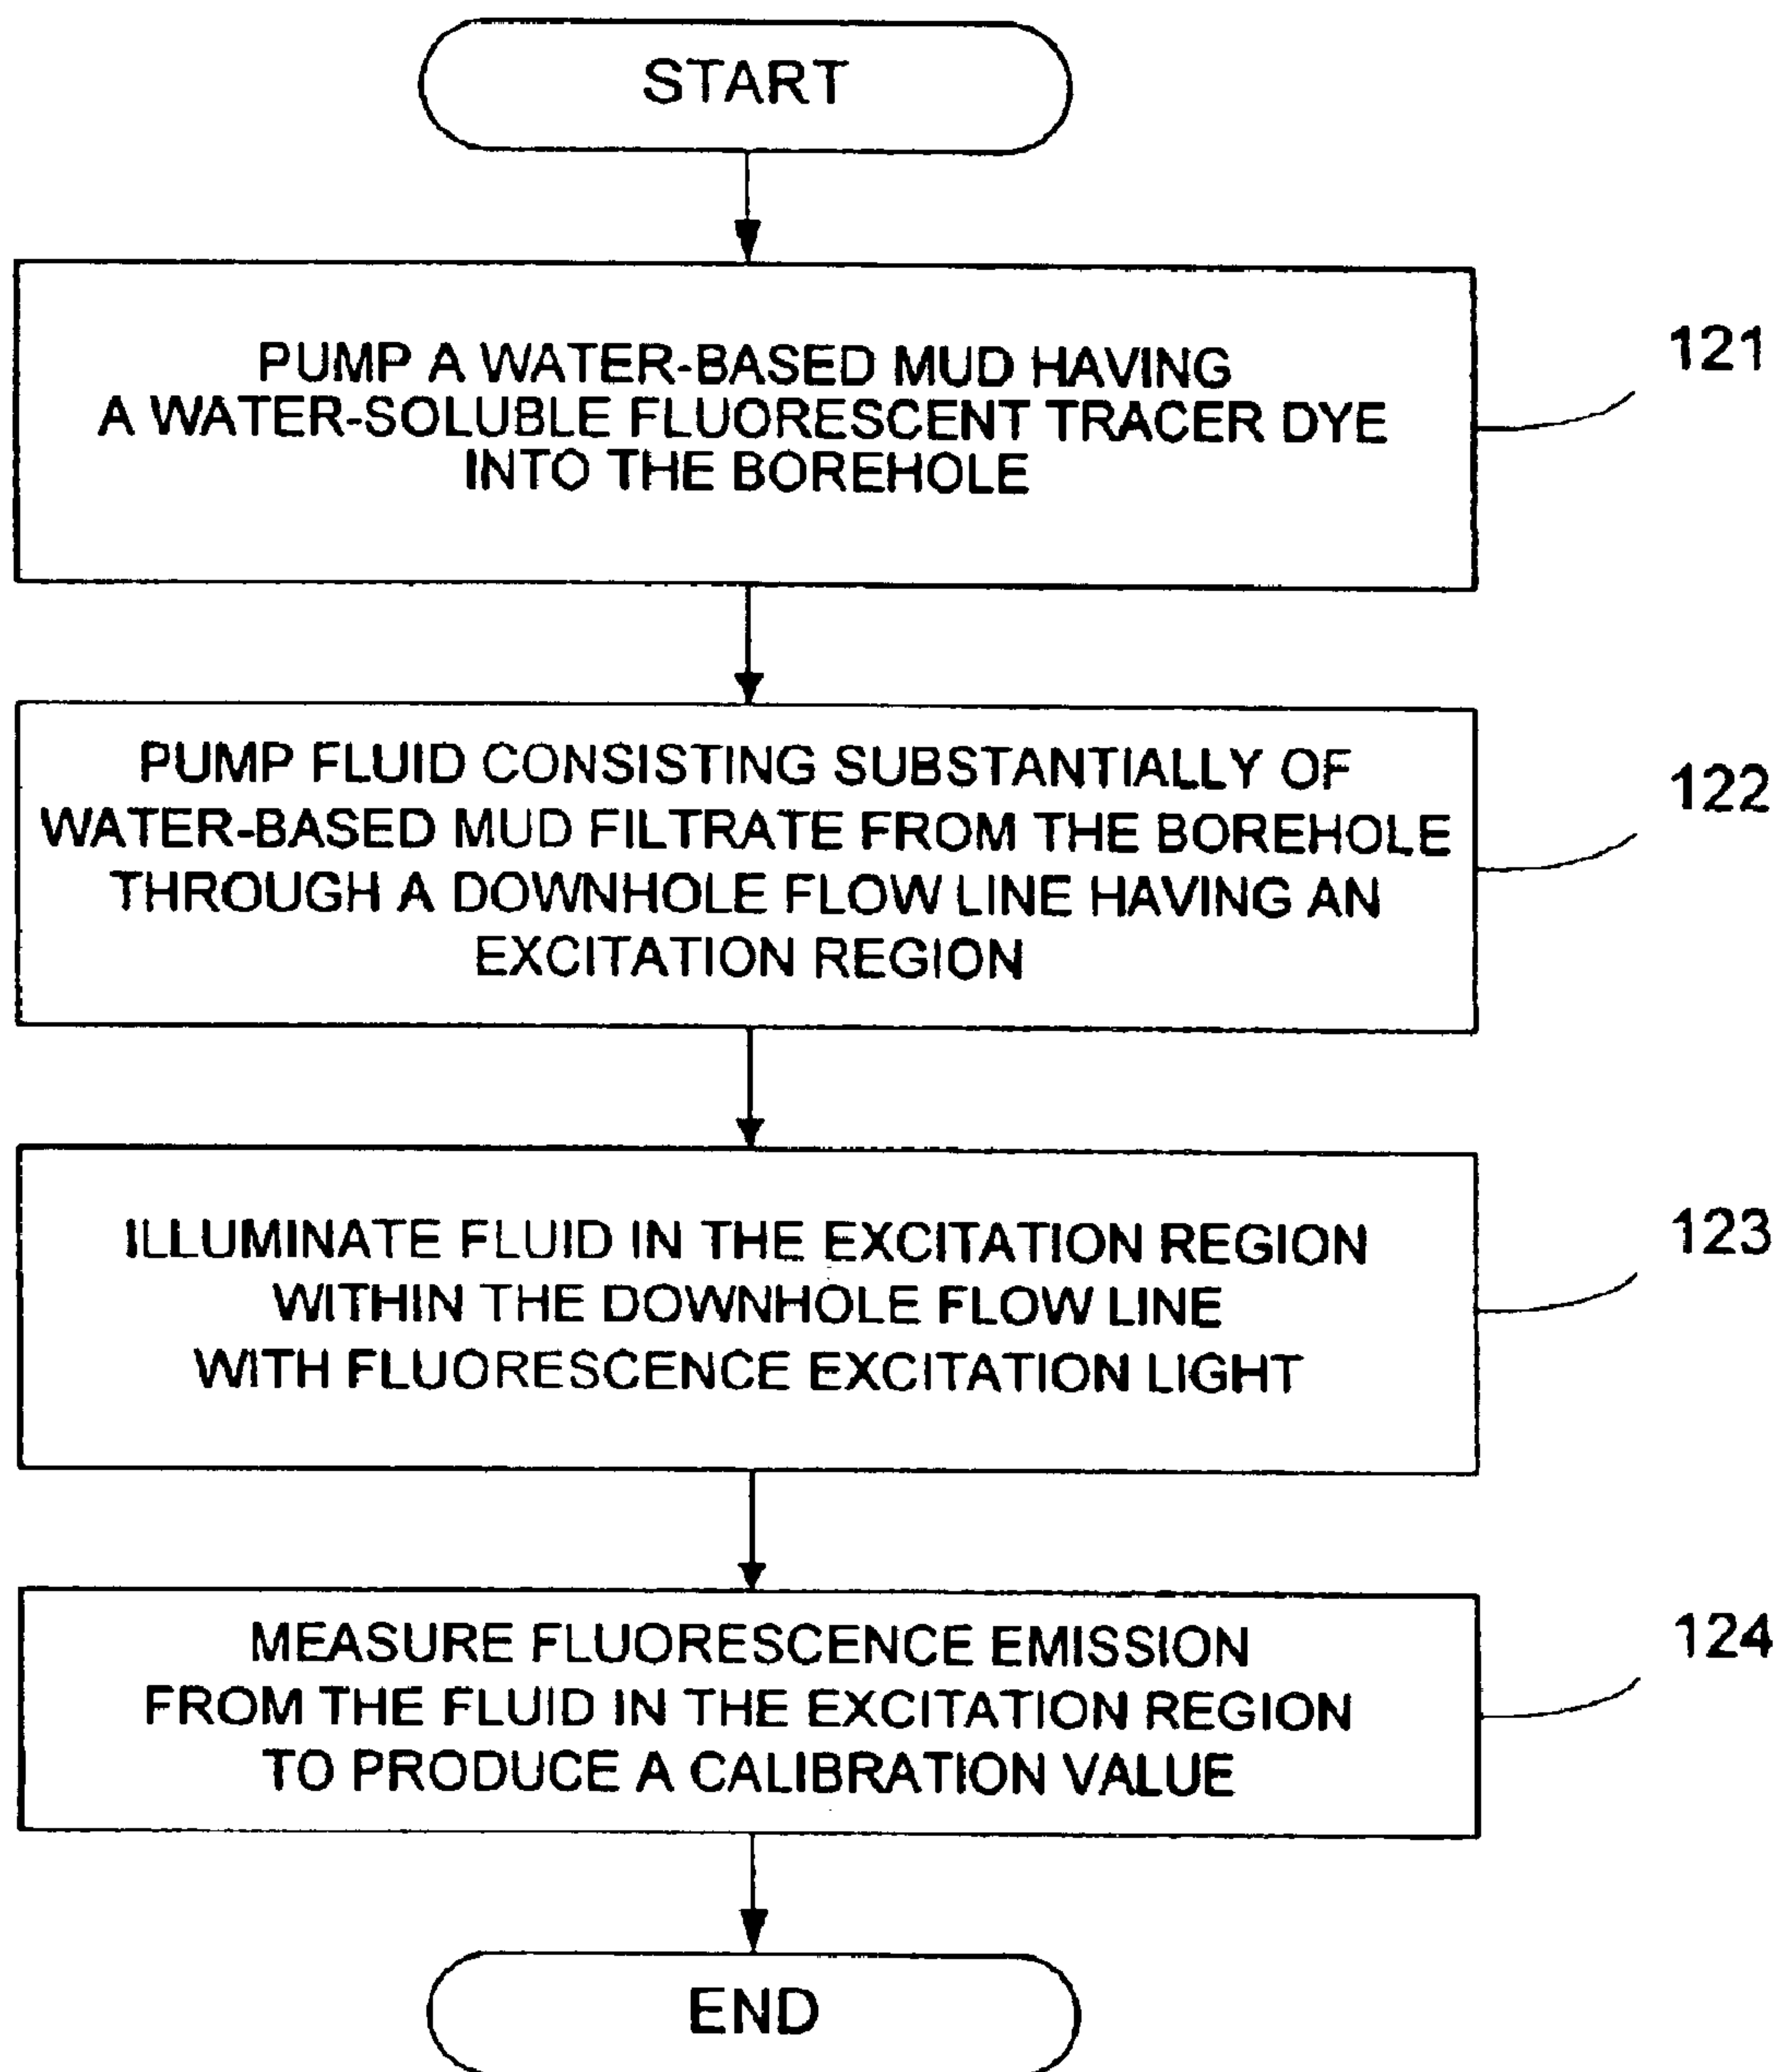 START
PUMP A WATER-BASED MUD HAVING
A WATER-SOLUBLE FLUORESCENT TRACER DYE
INTO THE BOREHOLE
121
PUMP FLUID CONSISTING SUBSTANTIALLY OF
WATER-BASED MUD FILTRATE FROM THE BOREHOLE
THROUGH A DOWNHOLE FLOW LINE HAVING AN
EXCITATION REGION
122
ILLUMINATE FLUID IN THE EXCITATION REGION
WITHIN THE DOWNHOLE FLOW LINE
WITH FLUORESCENCE EXCITATION LIGHT
123
MEASURE FLUORESCENCE EMISSION
FROM THE FLUID IN THE EXCITATION REGION
TO PRODUCE A CALIBRATION VALUE
124
END